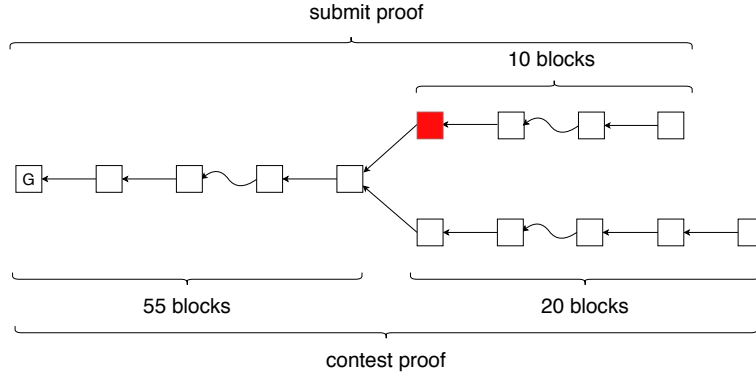 submit proof
10 blocks
G
55 blocks
20 blocks
contest proof